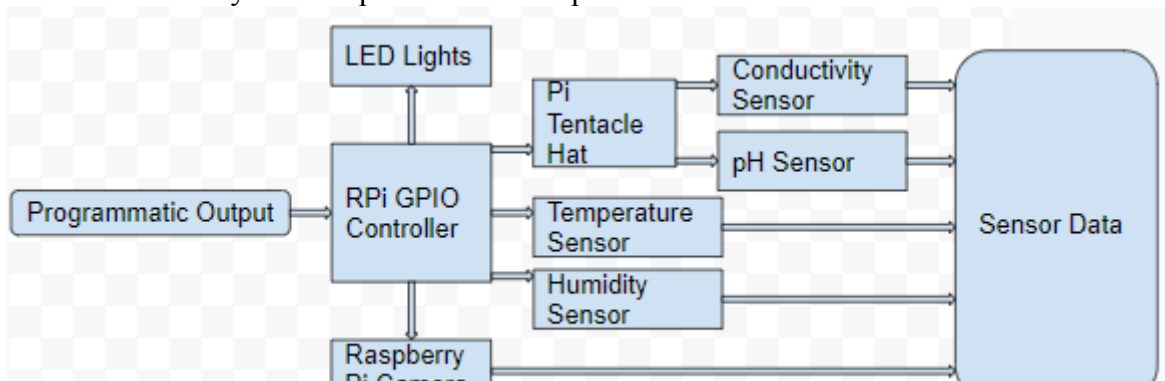 LED Lights
Conductivity
Sensor
Pi
Tentacle
Hat
pH Sensor
Programmatic Output
RPi GPIO
Controller
Temperature
Sensor
Sensor Data
Humidity
Sensor
Raspberry